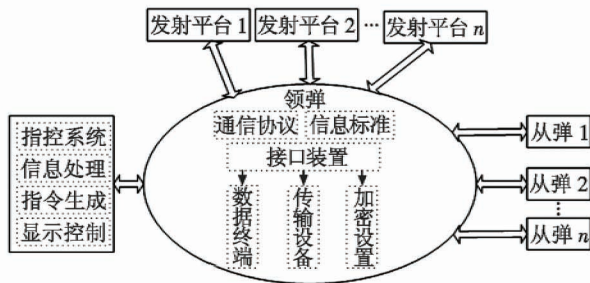 发射平台 1 发射平台 2 … 发射平台 n
领弹
通信协议 信息标准
接口装置
数据终端
传输设备
加密设置
指控系统
信息处理
指令生成
显示控制
从弹 1
从弹 2
⋮
从弹 n